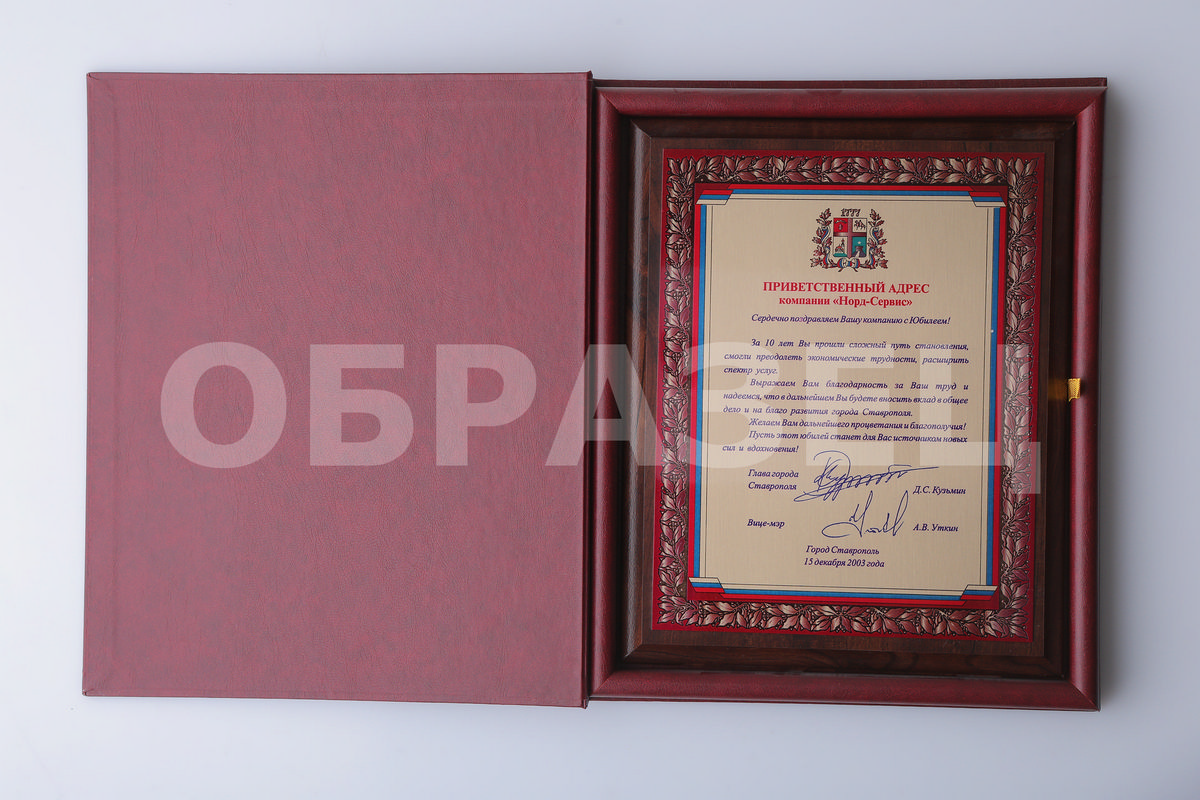 1777
ПРИВЕТСТВЕННЫЙ АДРЕС
компании «Норд-Сервис»
Сердечно поздравляем Вашу компанию с Юбилеем!
За 10 лет Вы прошли сложный путь становления,
смогли преодолеть экономические трудности, расширить
спектр услуг.
Выражаем Вам благодарность за Ваш труд и
надеемся, что в дальнейшем Вы будете вносить вклад в общее
дело и на благо развития города Ставрополя.
Желаем Вам дальнейшего процветания и благополучия!
Пусть этот юбилей станет для Вас источником новых
сил и вдохновения!
Глава города
Ставрополя
Д.С. Кузьмин
Вице-мэр
А.В. Уткин
Город Ставрополь
15 декабря 2003 года
ОБРАЗЕЦ